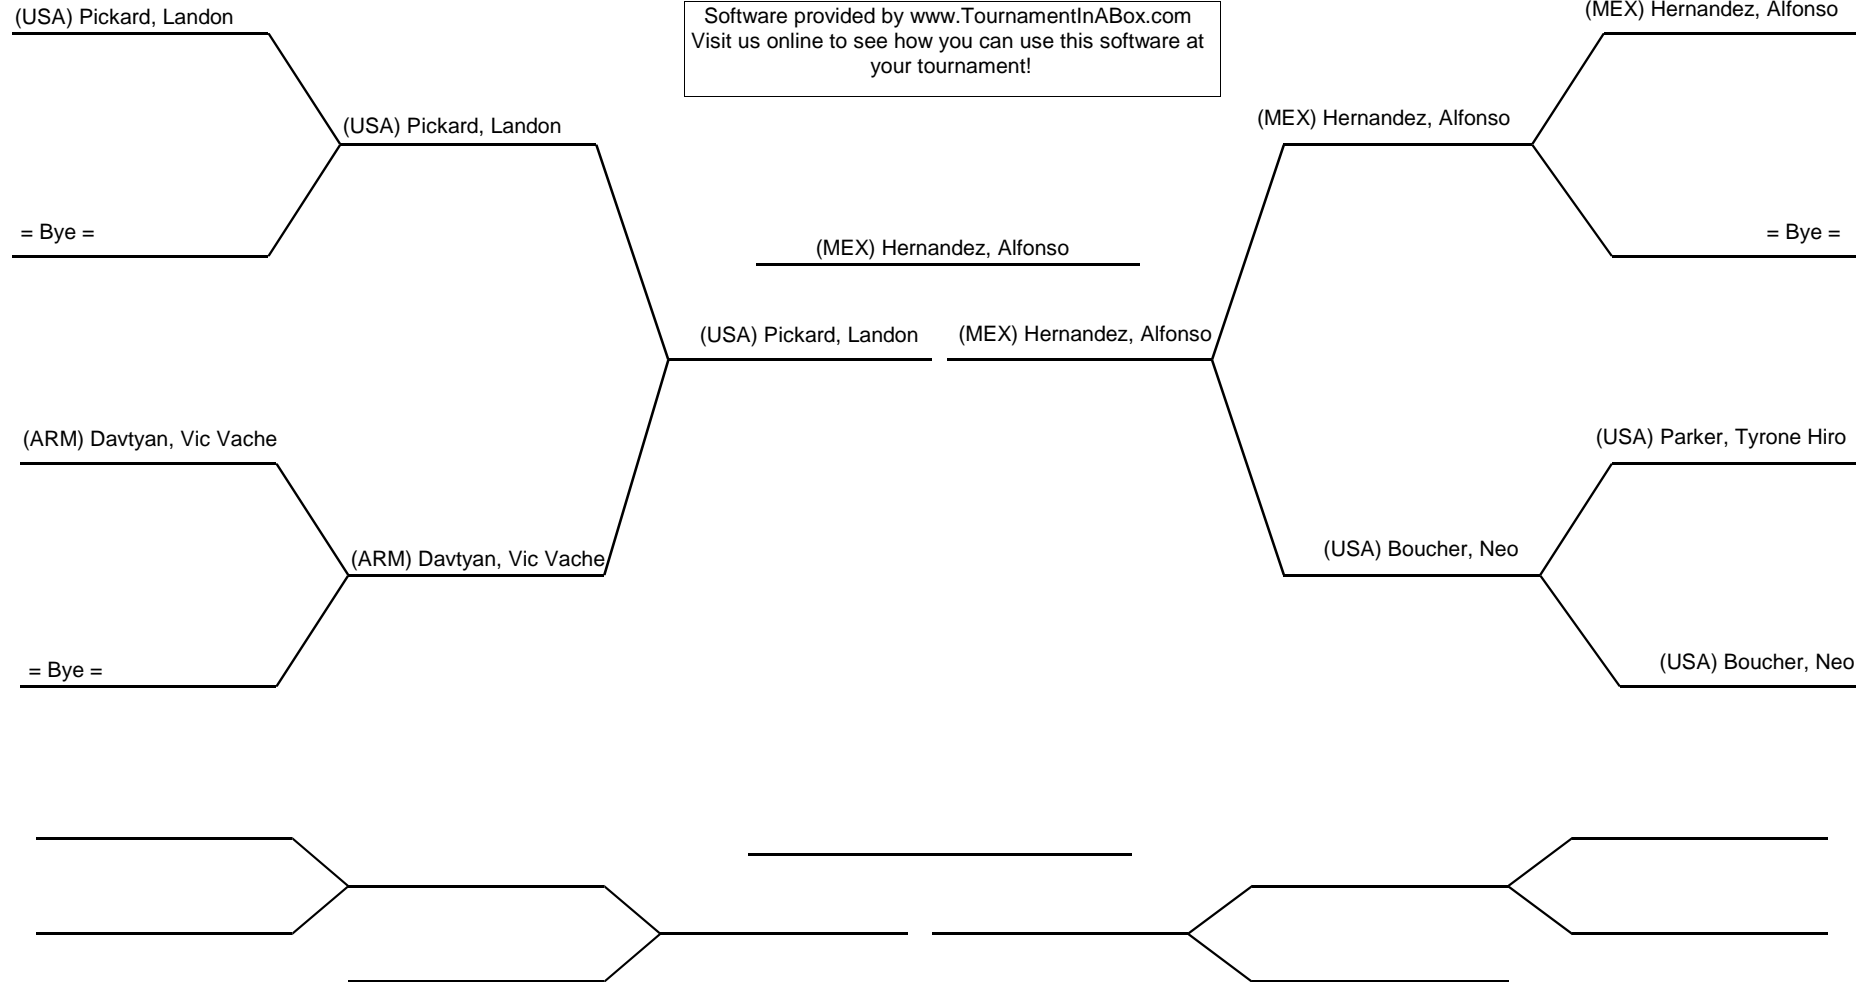 (USA) Pickard, Landon
Software provided by www.TournamentInABox.com
Visit us online to see how you can use this software at
your tournament!
(MEX) Hernandez, Alfonso
(USA) Pickard, Landon
(MEX) Hernandez, Alfonso
= Bye =
(MEX) Hernandez, Alfonso
= Bye =
(USA) Pickard, Landon
(MEX) Hernandez, Alfonso
(ARM) Davtyan, Vic Vache
(USA) Parker, Tyrone Hiro
(ARM) Davtyan, Vic Vache
(USA) Boucher, Neo
= Bye =
(USA) Boucher, Neo